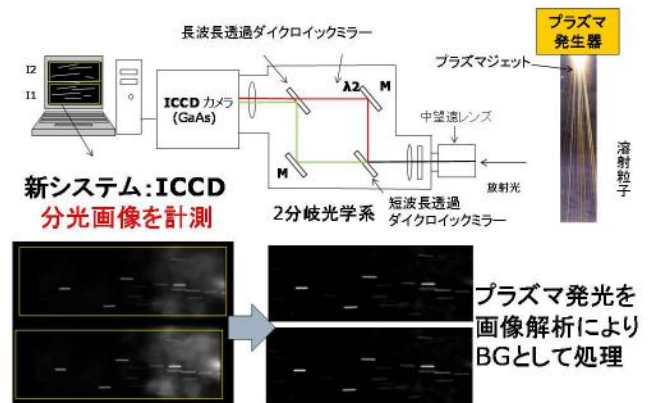 長波長透過ダイクロイックミラー
プラズマ
発生器
プラズマジェット
I2
I1
ICCD カメラ
(GaAs)
λ2
M
中望遠レンズ
溶射粒子
放射光
M
新システム:ICCD
分光画像を計測
2分岐光学系
短波長透過
ダイクロイックミラー
プラズマ発光を
画像解析により
BGとして処理